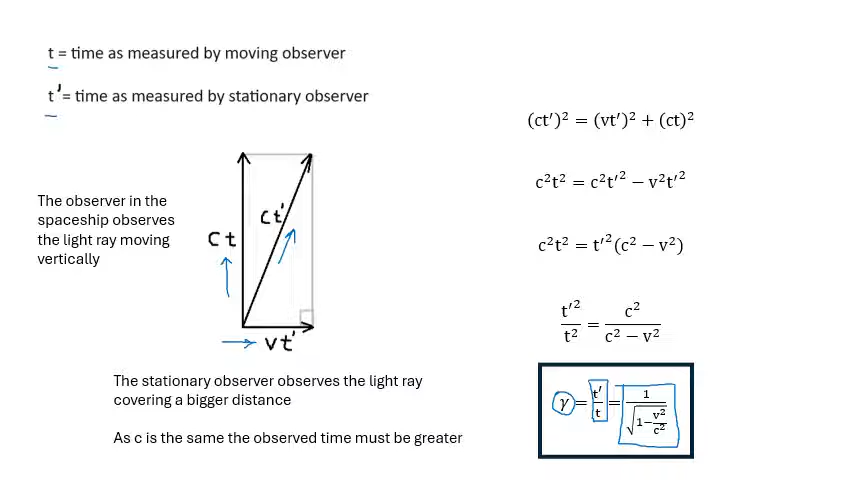 t = time as measured by moving observer
t'= time as measured by stationary observer
(ct′)² = (vt′)² + (ct)²
c²t² = c²t′² − v²t′²
c²t² = t′²(c² − v²)
t′²/t² = c²/(c² − v²)
γ = t′/t = 1/√(1−v²/c²)
The observer in the
spaceship observes
the light ray moving
vertically
ct
ct'
vt'
The stationary observer observes the light ray
covering a bigger distance
As c is the same the observed time must be greater